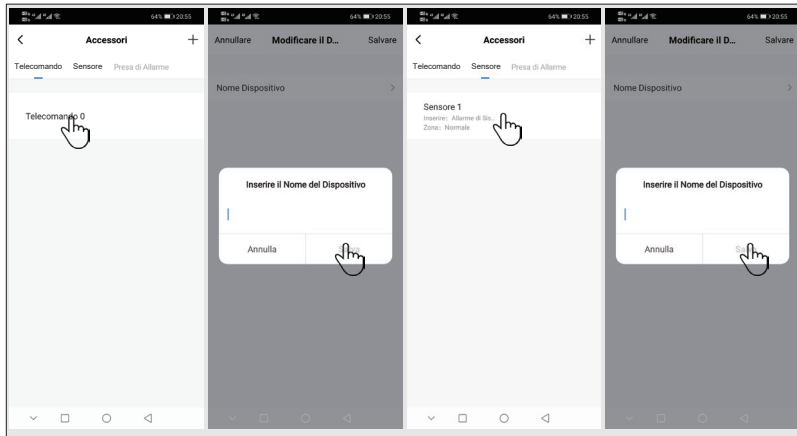 64% 20:55
Accessori
Telecomando Sensore Presa di Allarme
Telecomando 0
64% 20:55
Annullare Modificare il D... Salvare
Nome Dispositivo
Inserire il Nome del Dispositivo
Annulla Salva
64% 20:55
Accessori
Telecomando Sensore Presa di Allarme
Sensore 1
Inserire: Allarme di Sis...
Zona: Normale
64% 20:55
Annullare Modificare il D... Salvare
Nome Dispositivo
Inserire il Nome del Dispositivo
Annulla Salva